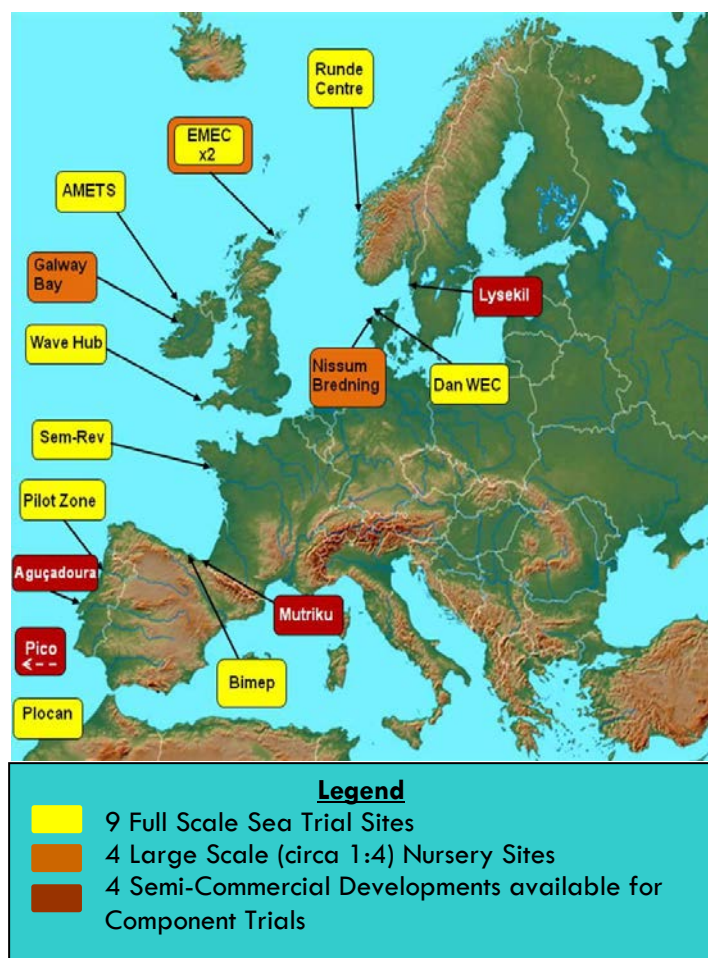 Runde
Centre
EMEC
x2
AMETS
Galway
Bay
Lysekil
Wave Hub
Nissum
Bredning
Dan WEC
Sem-Rev
Pilot Zone
Aguçadoura
Mutriku
Pico
Bimep
Plocan
Legend
9 Full Scale Sea Trial Sites
4 Large Scale (circa 1:4) Nursery Sites
4 Semi-Commercial Developments available for
Component Trials